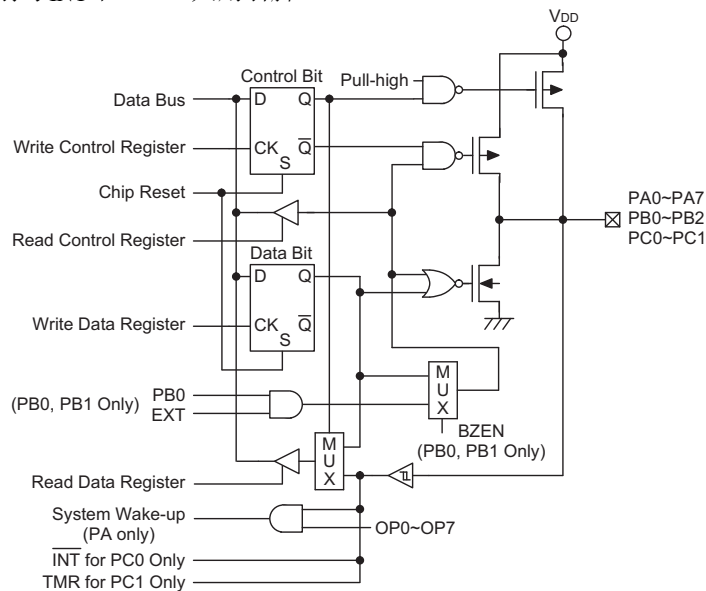 VDD
Control Bit
Pull-high
Data Bus
D
Q
Write Control Register
CK
Q
S
Chip Reset
PA0~PA7
PB0~PB2
PC0~PC1
Read Control Register
Data Bit
D
Q
Write Data Register
CK
Q
S
M
U
X
(PB0, PB1 Only)
PB0
EXT
BZEN
(PB0, PB1 Only)
M
U
X
Read Data Register
System Wake-up
(PA only)
OP0~OP7
INT for PC0 Only
TMR for PC1 Only